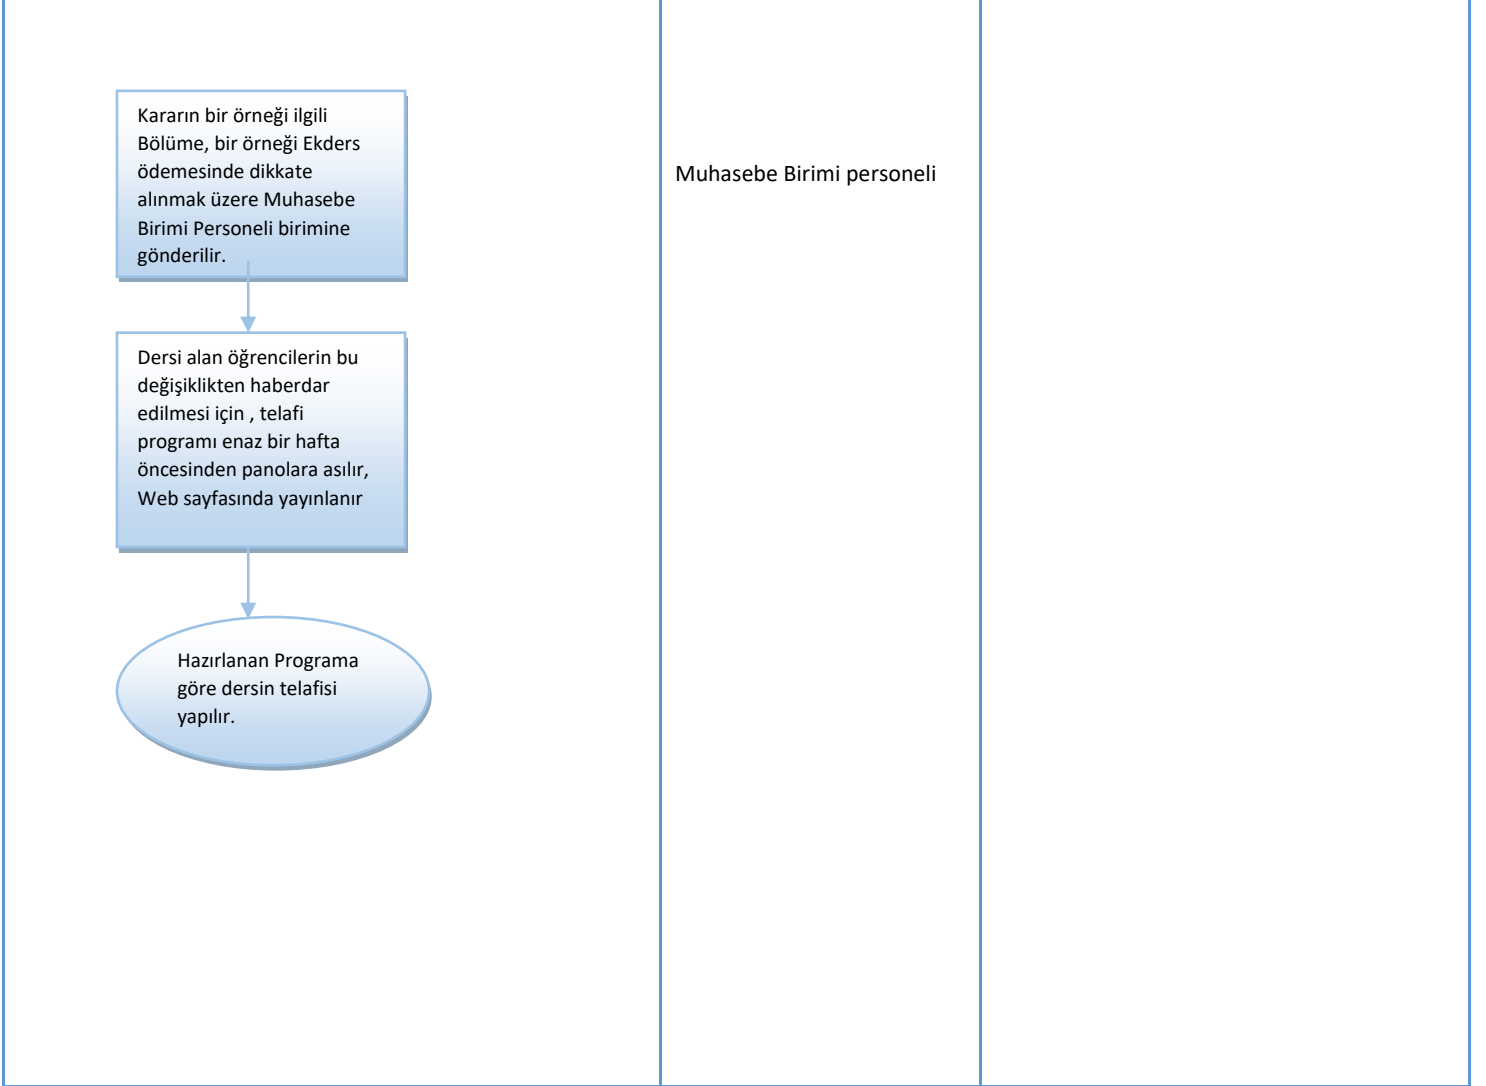 Kararın bir örneği ilgili
Bölüme, bir örneği Ekders
ödemesinde dikkate
alınmak üzere Muhasebe
Birimi Personeli birimine
gönderilir.
Muhasebe Birimi personeli
Dersi alan öğrencilerin bu
değişiklikten haberdar
edilmesi için , telafi
programı enaz bir hafta
öncesinden panolara asılır,
Web sayfasında yayınlanır
Hazırlanan Programa
göre dersin telafisi
yapılır.